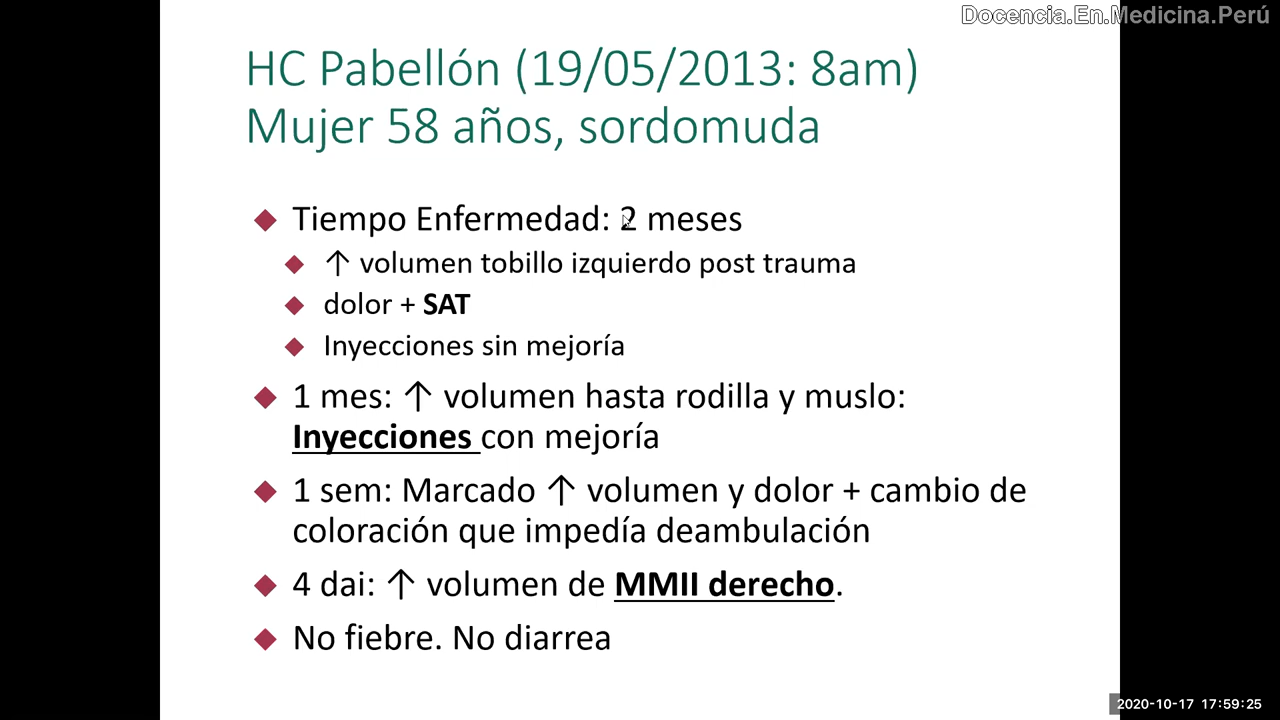 Docencia.En.Medicina.Perú
HC Pabellón (19/05/2013: 8am)
Mujer 58 años, sordomuda
Tiempo Enfermedad: 2 meses
↑ volumen tobillo izquierdo post trauma
dolor + SAT
Inyecciones sin mejoría
1 mes: ↑ volumen hasta rodilla y muslo:
Inyecciones con mejoría
1 sem: Marcado ↑ volumen y dolor + cambio de
coloración que impedía deambulación
4 dai: ↑ volumen de MMII derecho.
No fiebre. No diarrea
2020-10-17 17:59:25